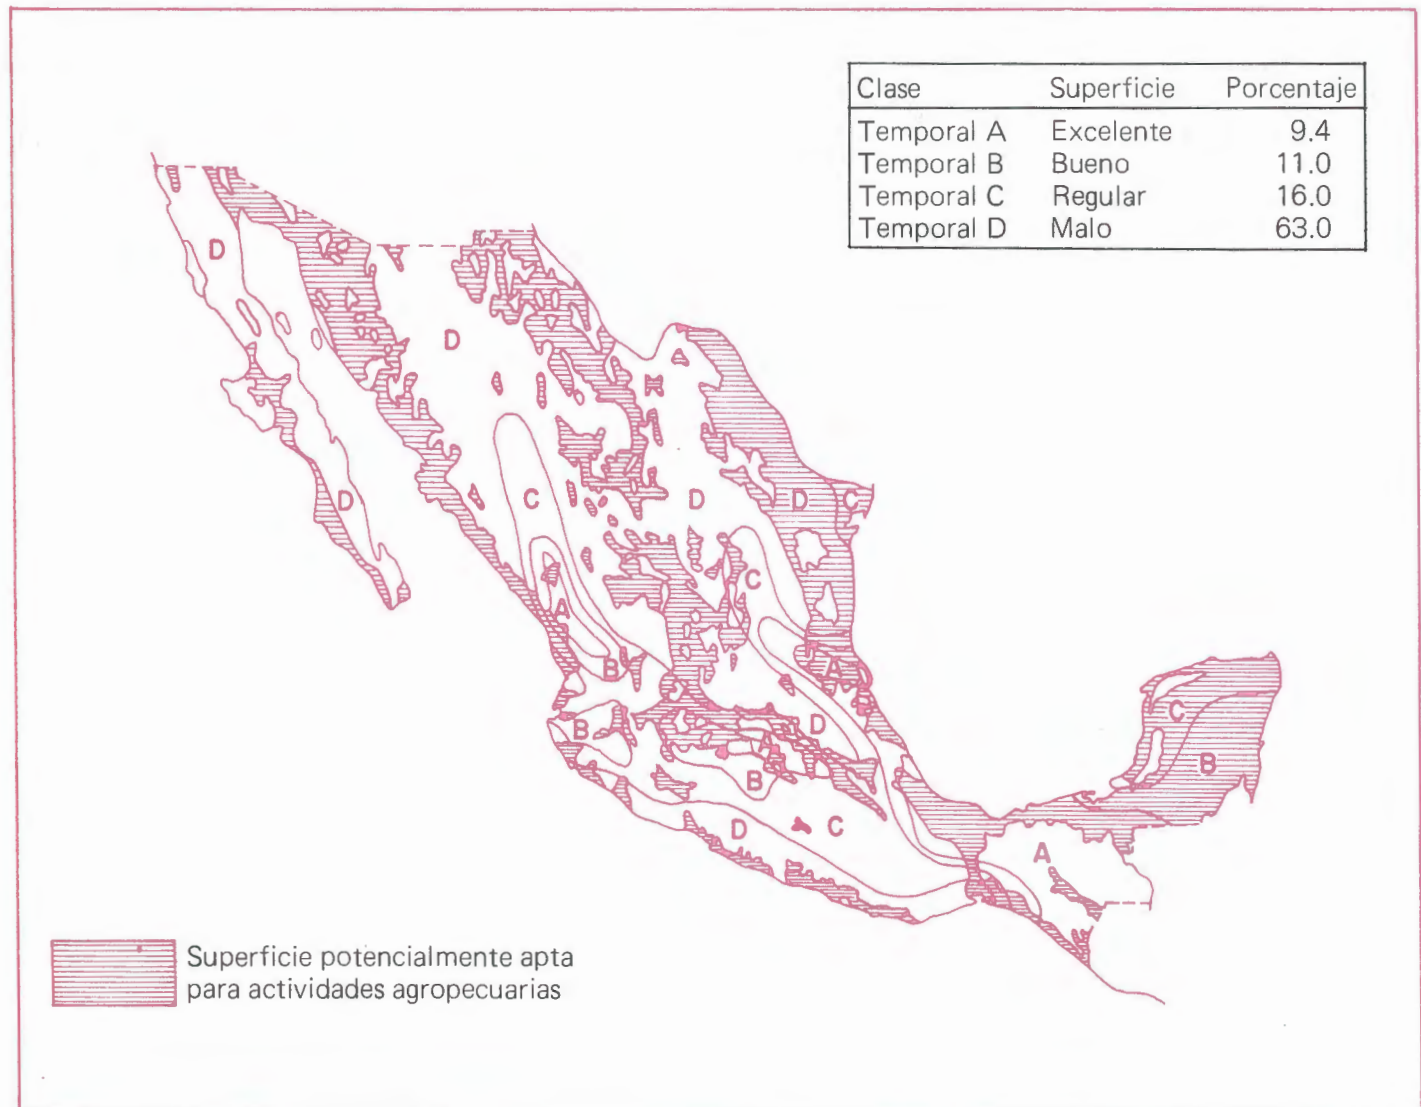 Clase Superficie Porcentaje
Temporal A Excelente 9.4
Temporal B Bueno 11.0
Temporal C Regular 16.0
Temporal D Malo 63.0
D
D
D
C
D
D
C
C
A
B
A
C
B
D
A
B
B
D
C
A
Superficie potencialmente apta
para actividades agropecuarias